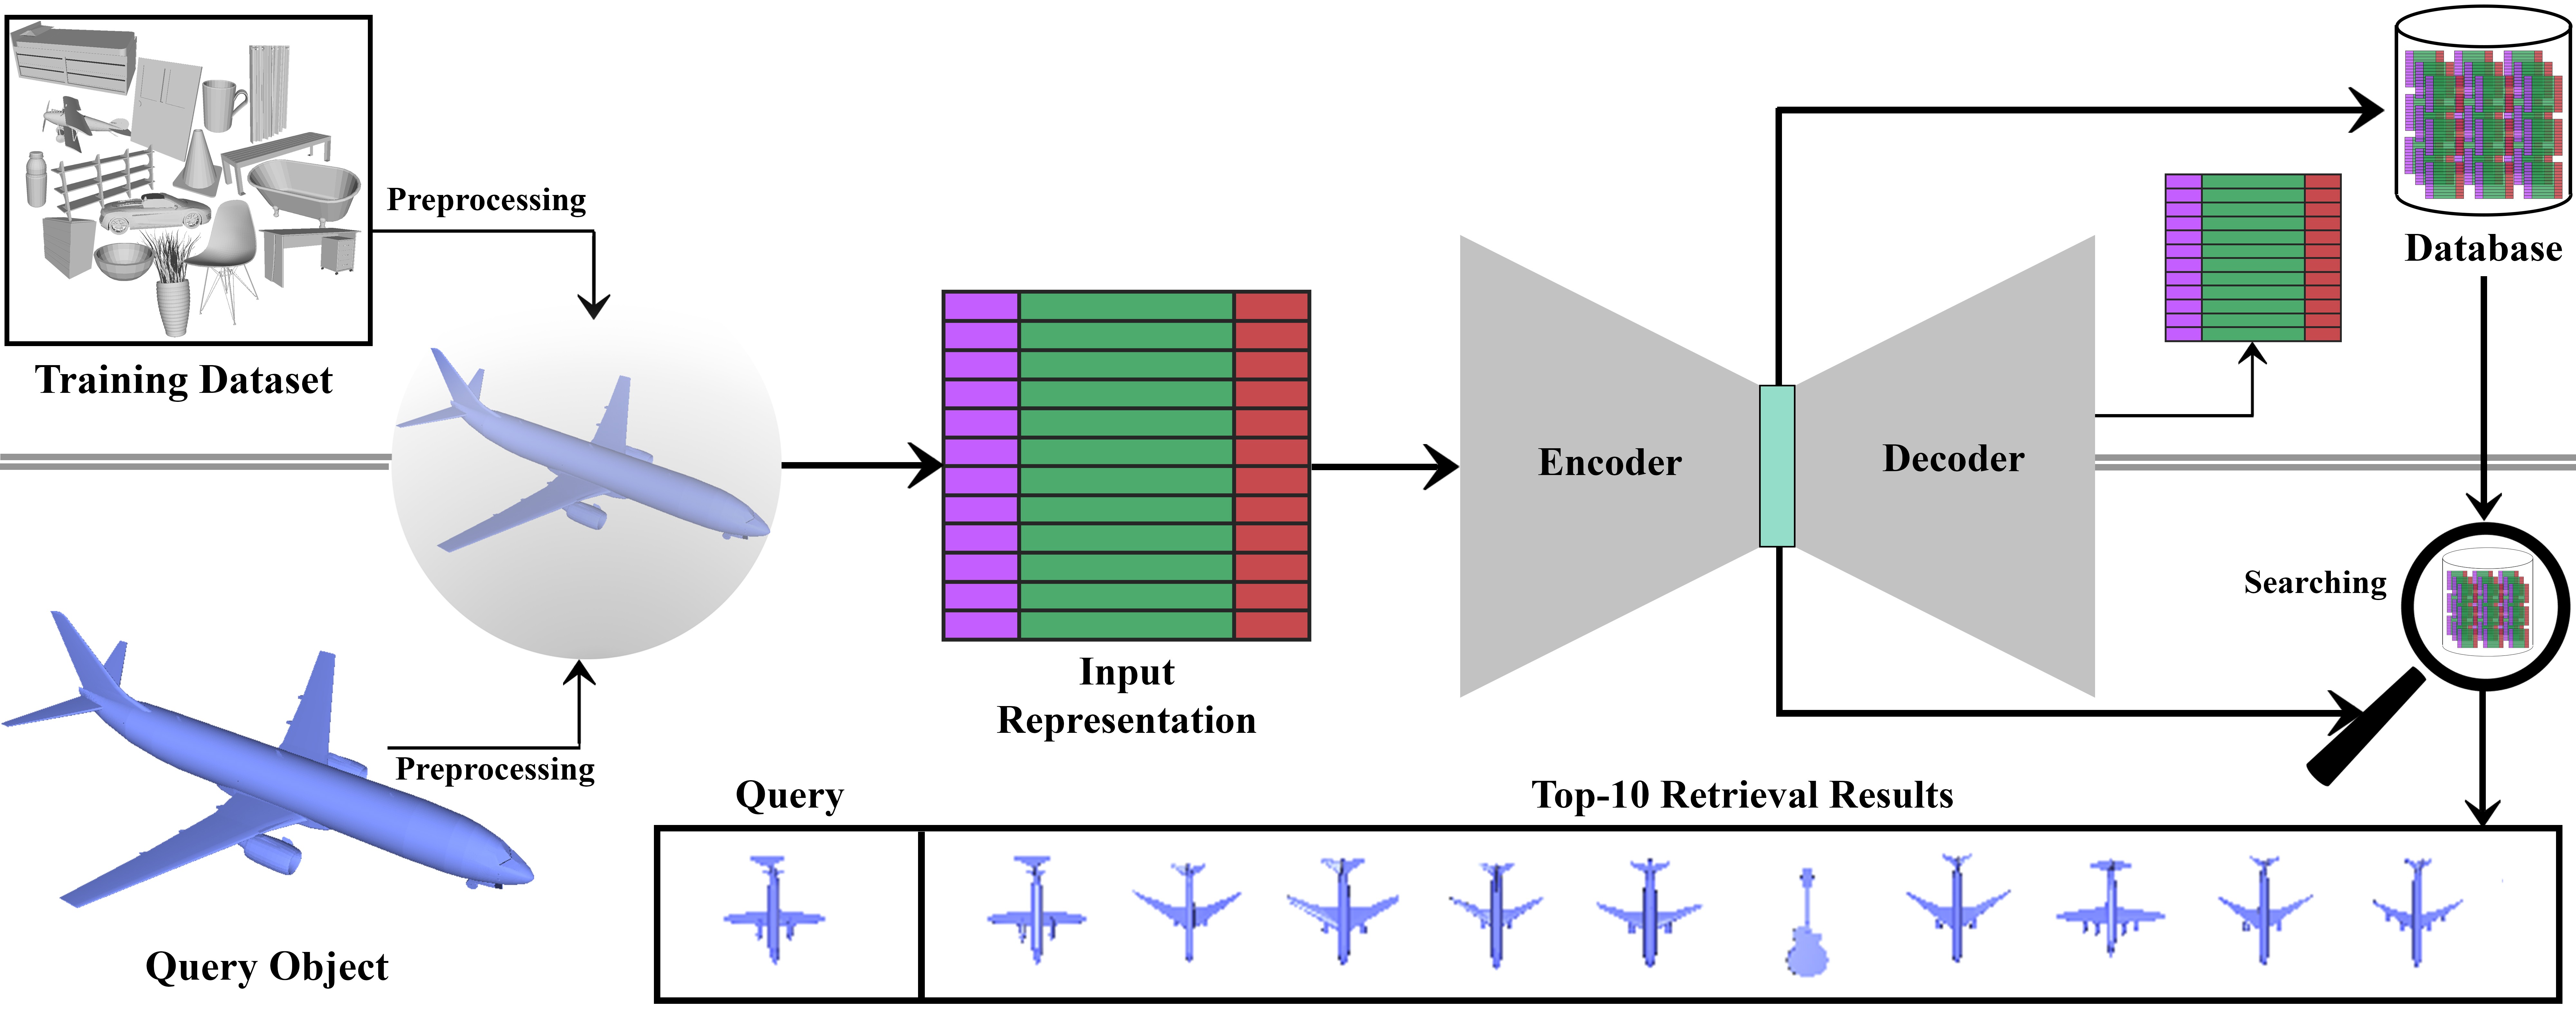 Preprocessing
Training Dataset
Database
Encoder
Decoder
Searching
Input
Representation
Preprocessing
Query
Top-10 Retrieval Results
Query Object